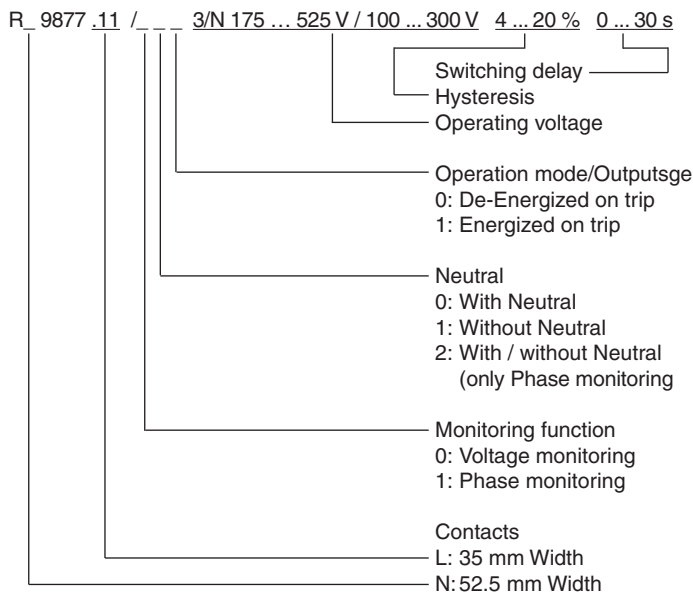 R_ 9877 .11 /_ _ _ 3/N 175 ... 525 V / 100 ... 300 V 4 ... 20 % 0 ... 30 s
Switching delay
Hysteresis
Operating voltage
Operation mode/Outputsge
0: De-Energized on trip
1: Energized on trip
Neutral
0: With Neutral
1: Without Neutral
2: With / without Neutral
(only Phase monitoring
Monitoring function
0: Voltage monitoring
1: Phase monitoring
Contacts
L: 35 mm Width
N: 52.5 mm Width